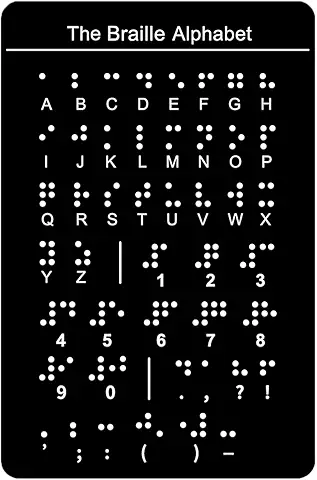 The Braille Alphabet
A B C D E F G H
I J K L M N O P
Q R S T U V W X
Y Z 1 2 3
4 5 6 7 8
9 0 . , ? !
’ ; : ( ) –